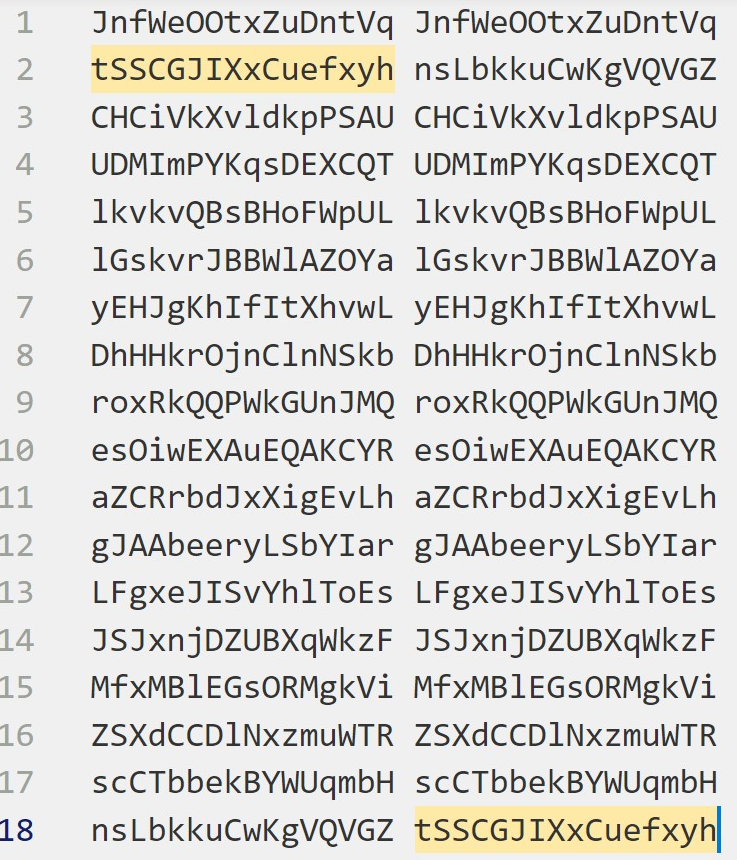 1 JnfWeOOtxZuDntVq JnfWeOOtxZuDntVq
2 tSSCGJIXxCuefxyh nsLbkkuCwKgVQVGZ
3 CHCiVkXvldkpPSAU CHCiVkXvldkpPSAU
4 UDMImPYKqsDEXCQT UDMImPYKqsDEXCQT
5 lkvkvQBsBHoFWpUL lkvkvQBsBHoFWpUL
6 lGskvrJBBWlAZOYa lGskvrJBBWlAZOYa
7 yEHJgKhIfItXhvwL yEHJgKhIfItXhvwL
8 DhHHkrOjnClnNSkb DhHHkrOjnClnNSkb
9 roxRkQQPWkGUnJMQ roxRkQQPWkGUnJMQ
10 esOiwEXAuEQAKCYR esOiwEXAuEQAKCYR
11 aZCRrbdJxXigEvLh aZCRrbdJxXigEvLh
12 gJAAbeeryLSbYIar gJAAbeeryLSbYIar
13 LFgxeJISvYhlToEs LFgxeJISvYhlToEs
14 JSJxnjDZUBXqWkzF JSJxnjDZUBXqWkzF
15 MfxMBlEGsORMgkVi MfxMBlEGsORMgkVi
16 ZSXdCCDlNxzmuWTR ZSXdCCDlNxzmuWTR
17 scCTbbekBYWUqmbH scCTbbekBYWUqmbH
18 nsLbkkuCwKgVQVGZ tSSCGJIXxCuefxyh